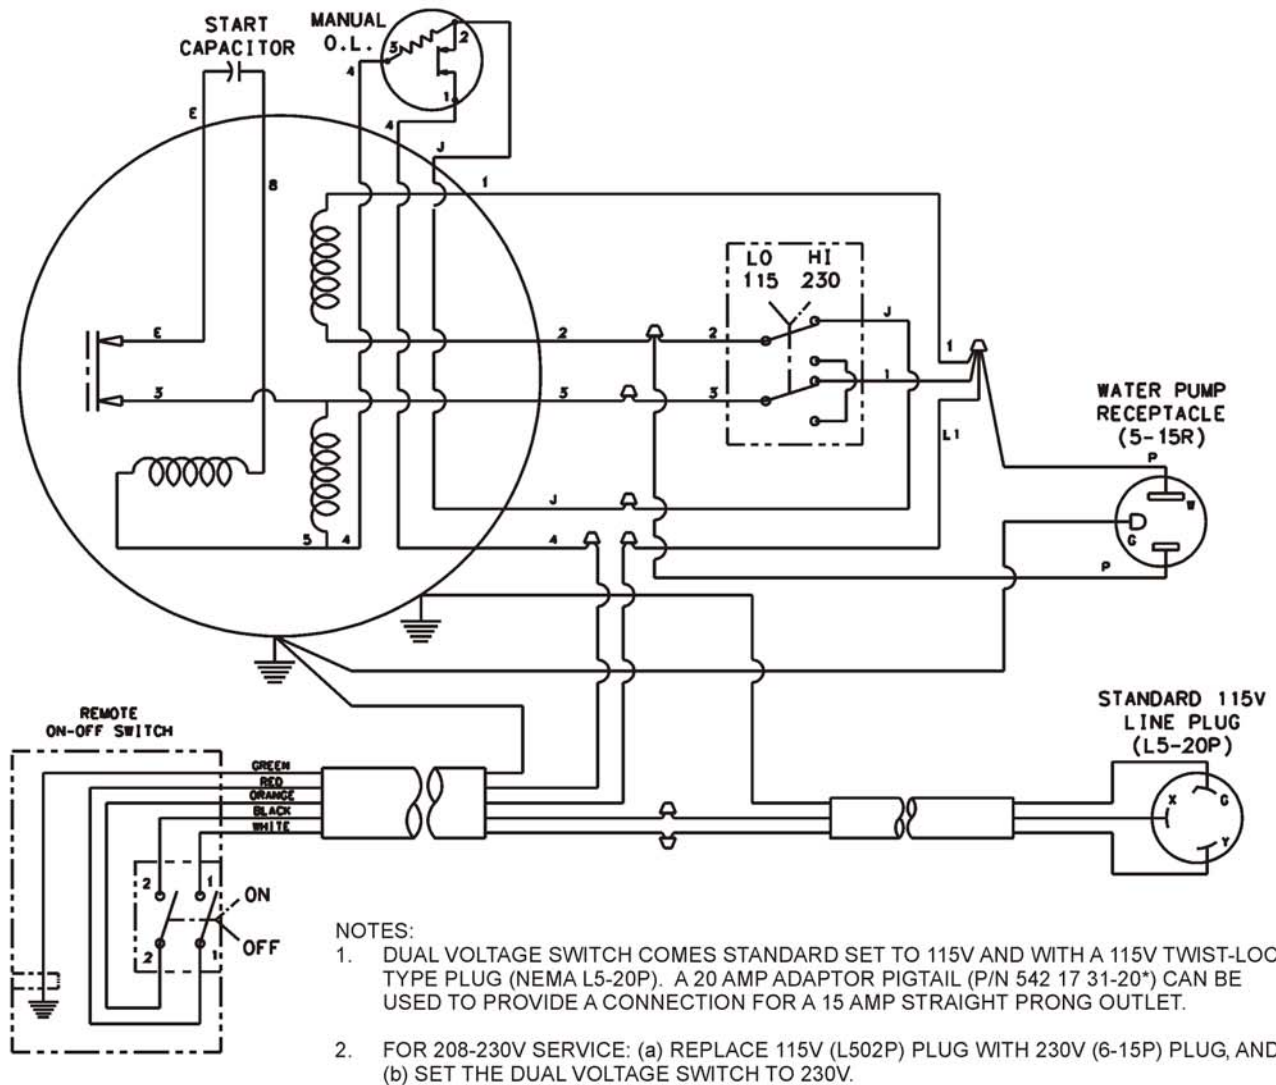 START
CAPACITOR
MANUAL
O.L.
3
2
1
4
4
E
J
8
1
LO HI
115 230
J
E
2
2
1
3
3
3
1
L1
WATER PUMP
RECEPTACLE
(5-15R)
P
W
G
P
J
5 4
4
STANDARD 115V
LINE PLUG
(L5-20P)
X
G
Y
REMOTE
ON-OFF SWITCH
GREEN
RED
ORANGE
BLACK
WHITE
2 1
ON
OFF
2 1
NOTES:
1. DUAL VOLTAGE SWITCH COMES STANDARD SET TO 115V AND WITH A 115V TWIST-LOC
TYPE PLUG (NEMA L5-20P). A 20 AMP ADAPTOR PIGTAIL (P/N 542 17 31-20*) CAN BE
USED TO PROVIDE A CONNECTION FOR A 15 AMP STRAIGHT PRONG OUTLET.
2. FOR 208-230V SERVICE: (a) REPLACE 115V (L502P) PLUG WITH 230V (6-15P) PLUG, AND
(b) SET THE DUAL VOLTAGE SWITCH TO 230V.